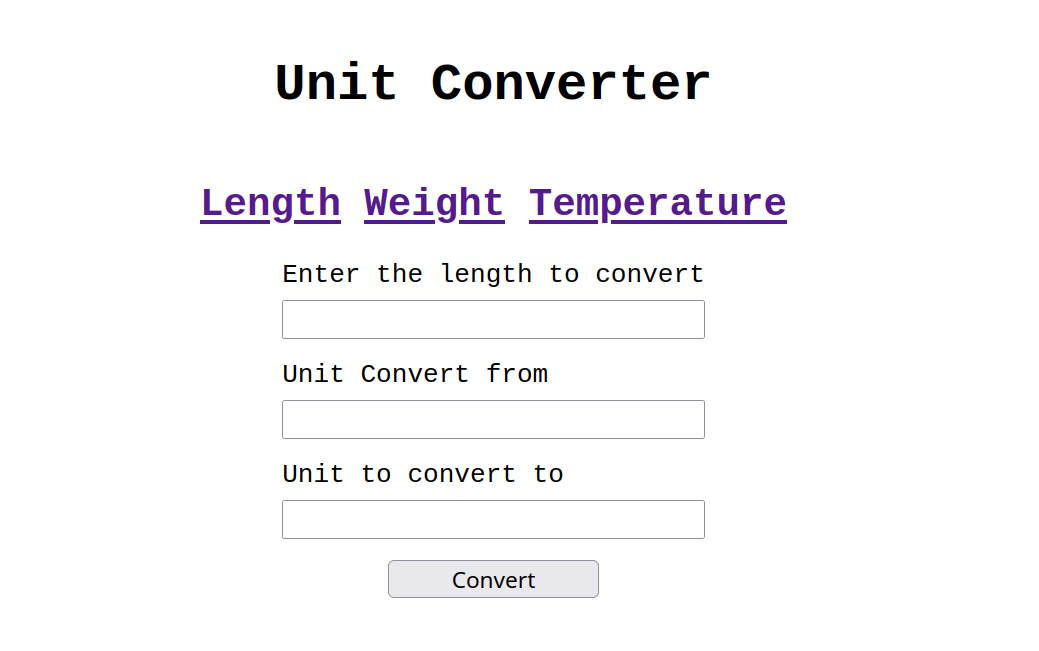 Unit Converter
Length Weight Temperature
Enter the length to convert
Unit Convert from
Unit to convert to
Convert